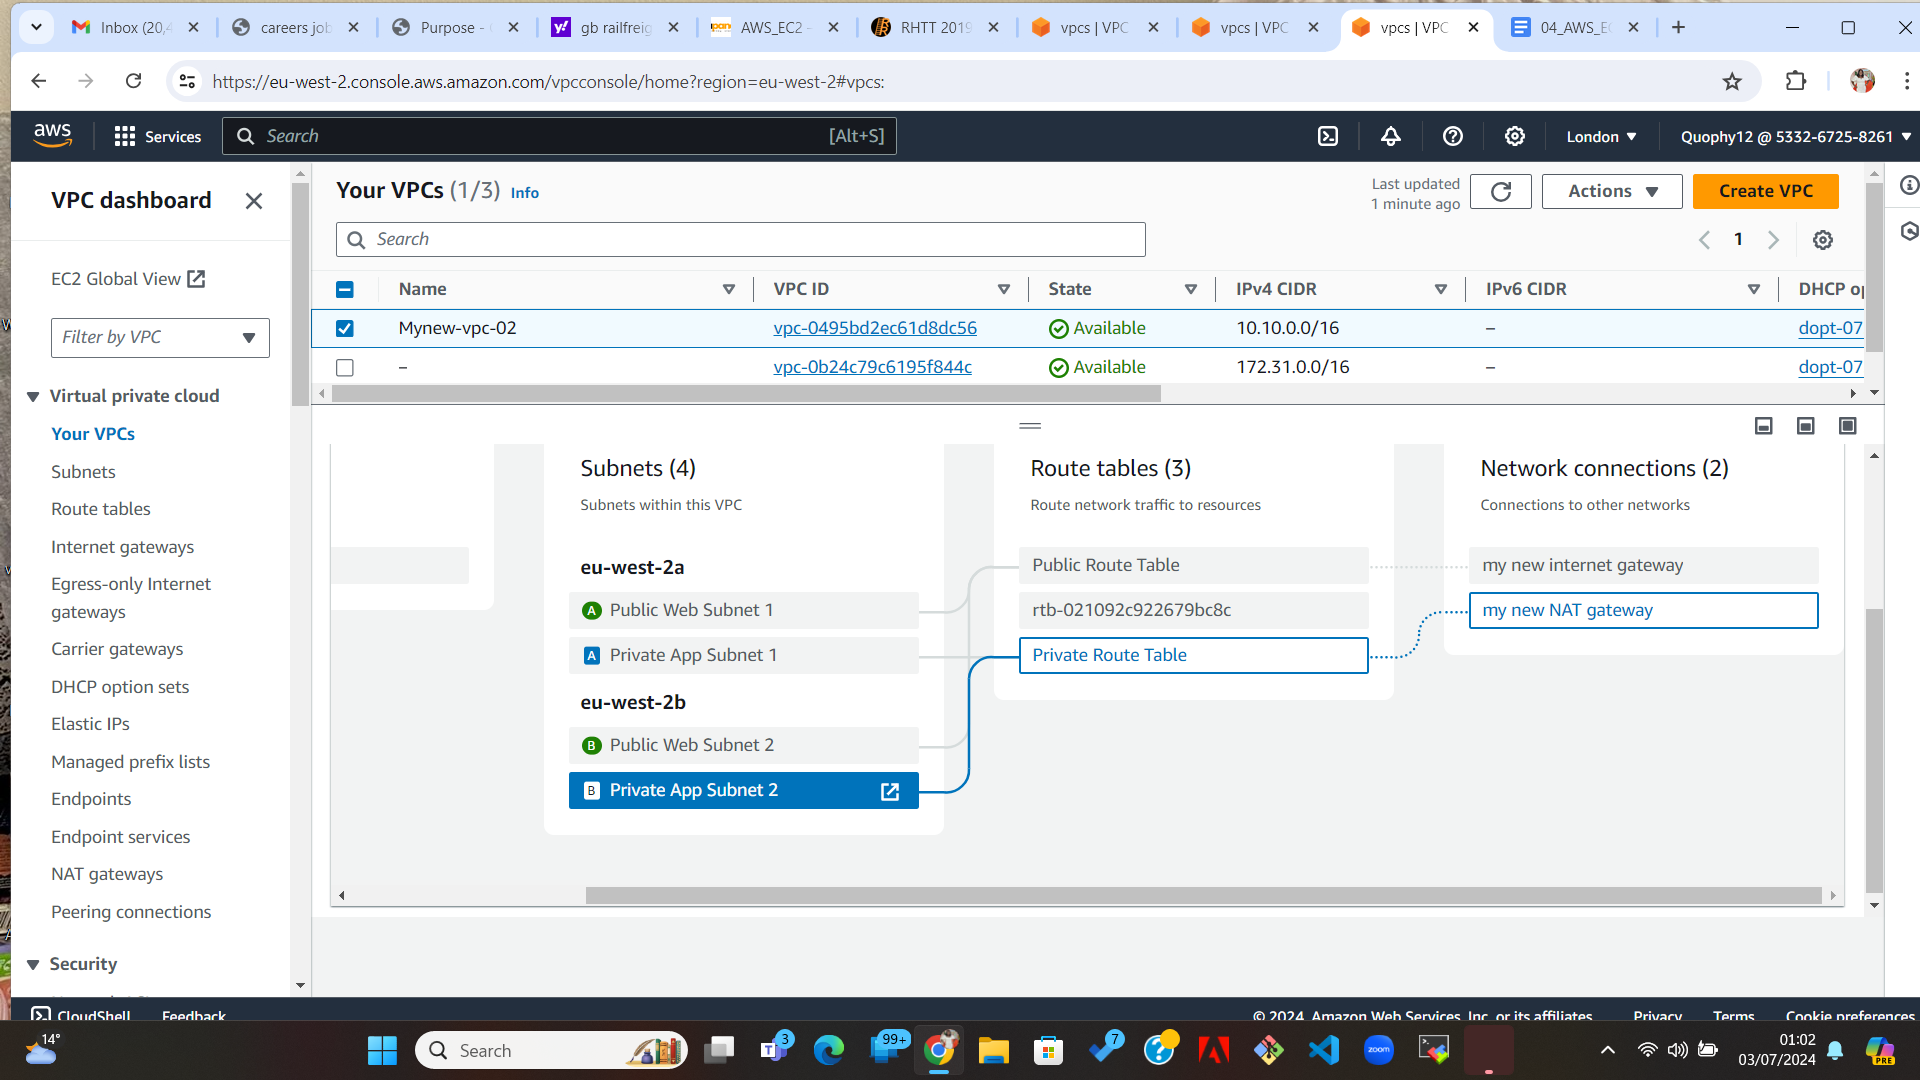 Inbox (20,4
careers job
Purpose -
gb railfreig
AWS_EC2 -
RHTT 2019
vpcs | VPC
vpcs | VPC
vpcs | VPC
04_AWS_EC
https://eu-west-2.console.aws.amazon.com/vpcconsole/home?region=eu-west-2#vpcs:
aws
Services
Search
[Alt+S]
London
Quophy12 @ 5332-6725-8261
VPC dashboard
EC2 Global View
Filter by VPC
Virtual private cloud
Your VPCs
Subnets
Route tables
Internet gateways
Egress-only Internet
gateways
Carrier gateways
DHCP option sets
Elastic IPs
Managed prefix lists
Endpoints
Endpoint services
NAT gateways
Peering connections
Security
Your VPCs (1/3) Info
Last updated
1 minute ago
Actions
Create VPC
Search
1
Name
VPC ID
State
IPv4 CIDR
IPv6 CIDR
DHCP op
Mynew-vpc-02
vpc-0495bd2ec61d8dc56
Available
10.10.0.0/16
–
dopt-07
–
vpc-0b24c79c6195f844c
Available
172.31.0.0/16
–
dopt-07
Subnets (4)
Subnets within this VPC
eu-west-2a
A Public Web Subnet 1
A Private App Subnet 1
eu-west-2b
B Public Web Subnet 2
B Private App Subnet 2
Route tables (3)
Route network traffic to resources
Public Route Table
rtb-021092c922679bc8c
Private Route Table
Network connections (2)
Connections to other networks
my new internet gateway
my new NAT gateway
CloudShell
Feedback
© 2024, Amazon Web Services, Inc. or its affiliates.
Privacy
Terms
Cookie preferences
14°
Search
3
99+
7
zoom
01:02
03/07/2024
PRE